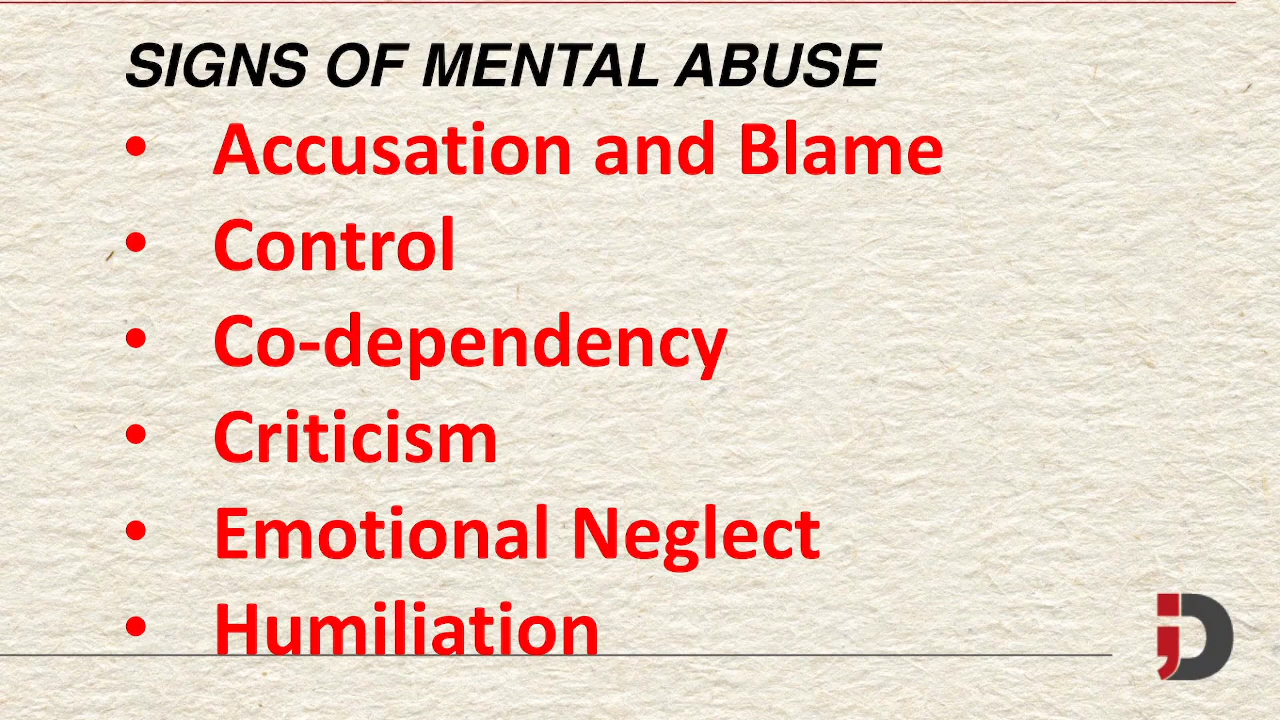 SIGNS OF MENTAL ABUSE
• Accusation and Blame
• Control
• Co-dependency
• Criticism
• Emotional Neglect
• Humiliation